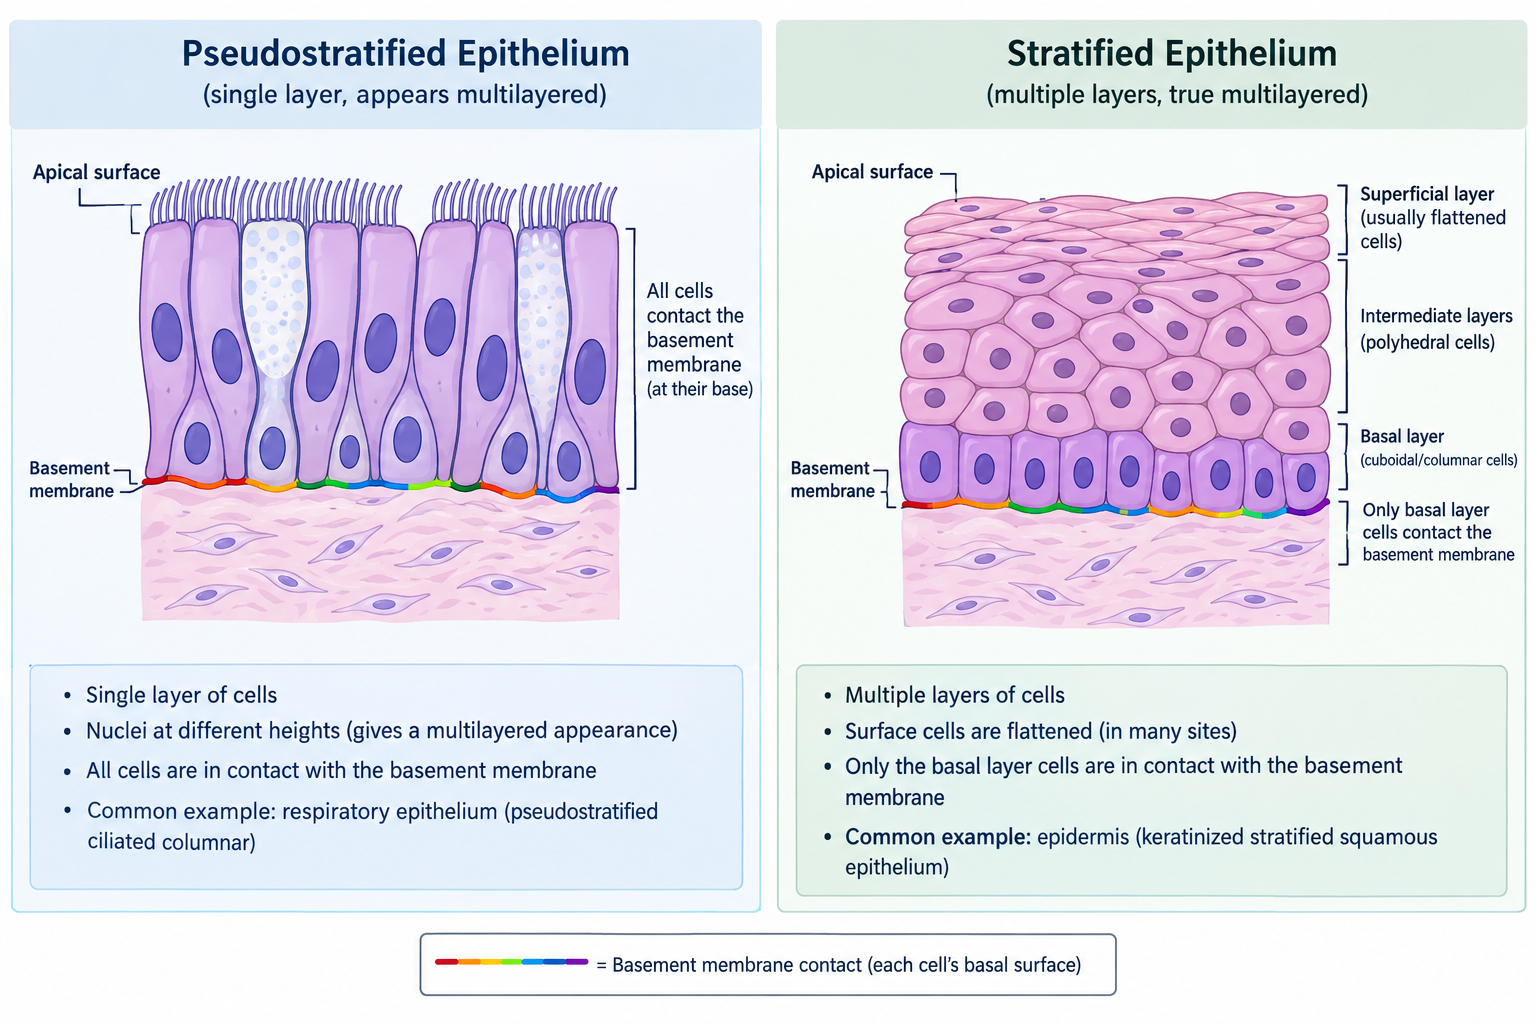 Pseudostratified Epithelium
(single layer, appears multilayered)
Apical surface
All cells
contact the
basement
membrane
(at their base)
Basement
membrane
• Single layer of cells
• Nuclei at different heights (gives a multilayered appearance)
• All cells are in contact with the basement membrane
• Common example: respiratory epithelium (pseudostratified
ciliated columnar)
Stratified Epithelium
(multiple layers, true multilayered)
Apical surface
Superficial layer
(usually flattened
cells)
Intermediate layers
(polyhedral cells)
Basal layer
(cuboidal/columnar cells)
Basement
membrane
Only basal layer
cells contact the
basement membrane
• Multiple layers of cells
• Surface cells are flattened (in many sites)
• Only the basal layer cells are in contact with the basement
membrane
• Common example: epidermis (keratinized stratified squamous
epithelium)
= Basement membrane contact (each cell's basal surface)